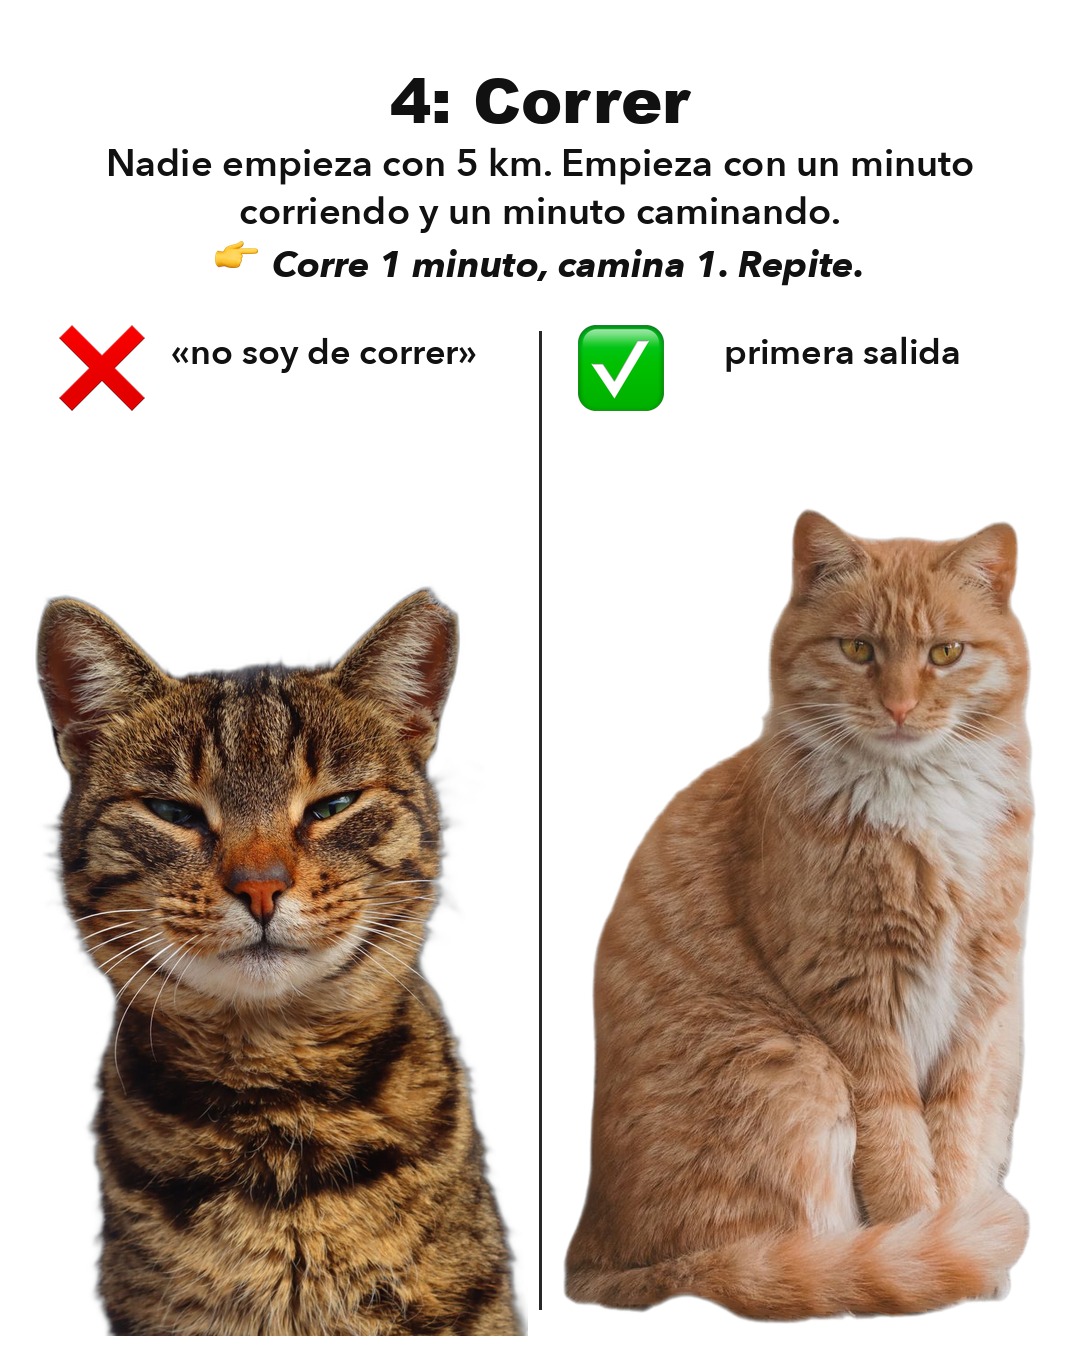 4: Correr
Nadie empieza con 5 km. Empieza con un minuto
corriendo y un minuto caminando.
👉 Corre 1 minuto, camina 1. Repite.
❌ «no soy de correr»
✅ primera salida